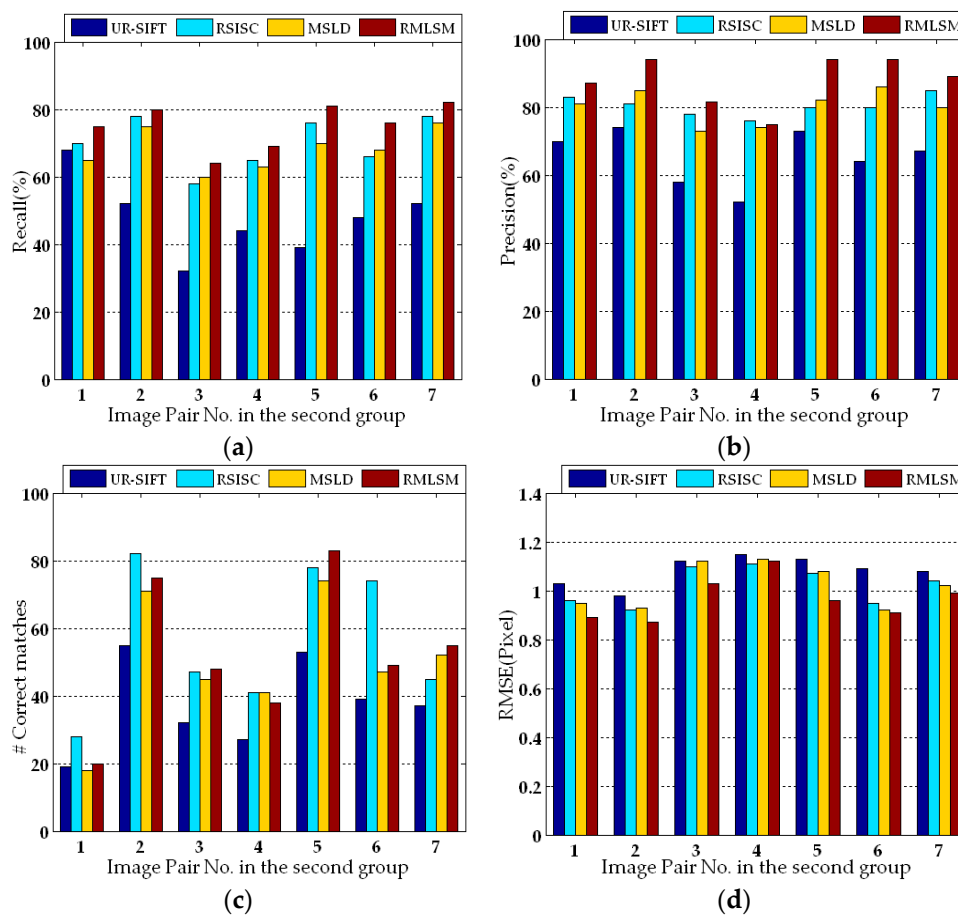 UR-SIFT RSISC MSLD RMLSM
100
80
60
40
20
0
Recall(%)
1 2 3 4 5 6 7
Image Pair No. in the second group
(a)
UR-SIFT RSISC MSLD RMLSM
100
80
60
40
20
0
Precision(%)
1 2 3 4 5 6 7
Image Pair No. in the second group
(b)
UR-SIFT RSISC MSLD RMLSM
100
80
60
40
20
0
# Correct matches
1 2 3 4 5 6 7
Image Pair No. in the second group
(c)
UR-SIFT RSISC MSLD RMLSM
1.4
1.2
1
0.8
0.6
0.4
0.2
0
RMSE(Pixel)
1 2 3 4 5 6 7
Image Pair No. in the second group
(d)